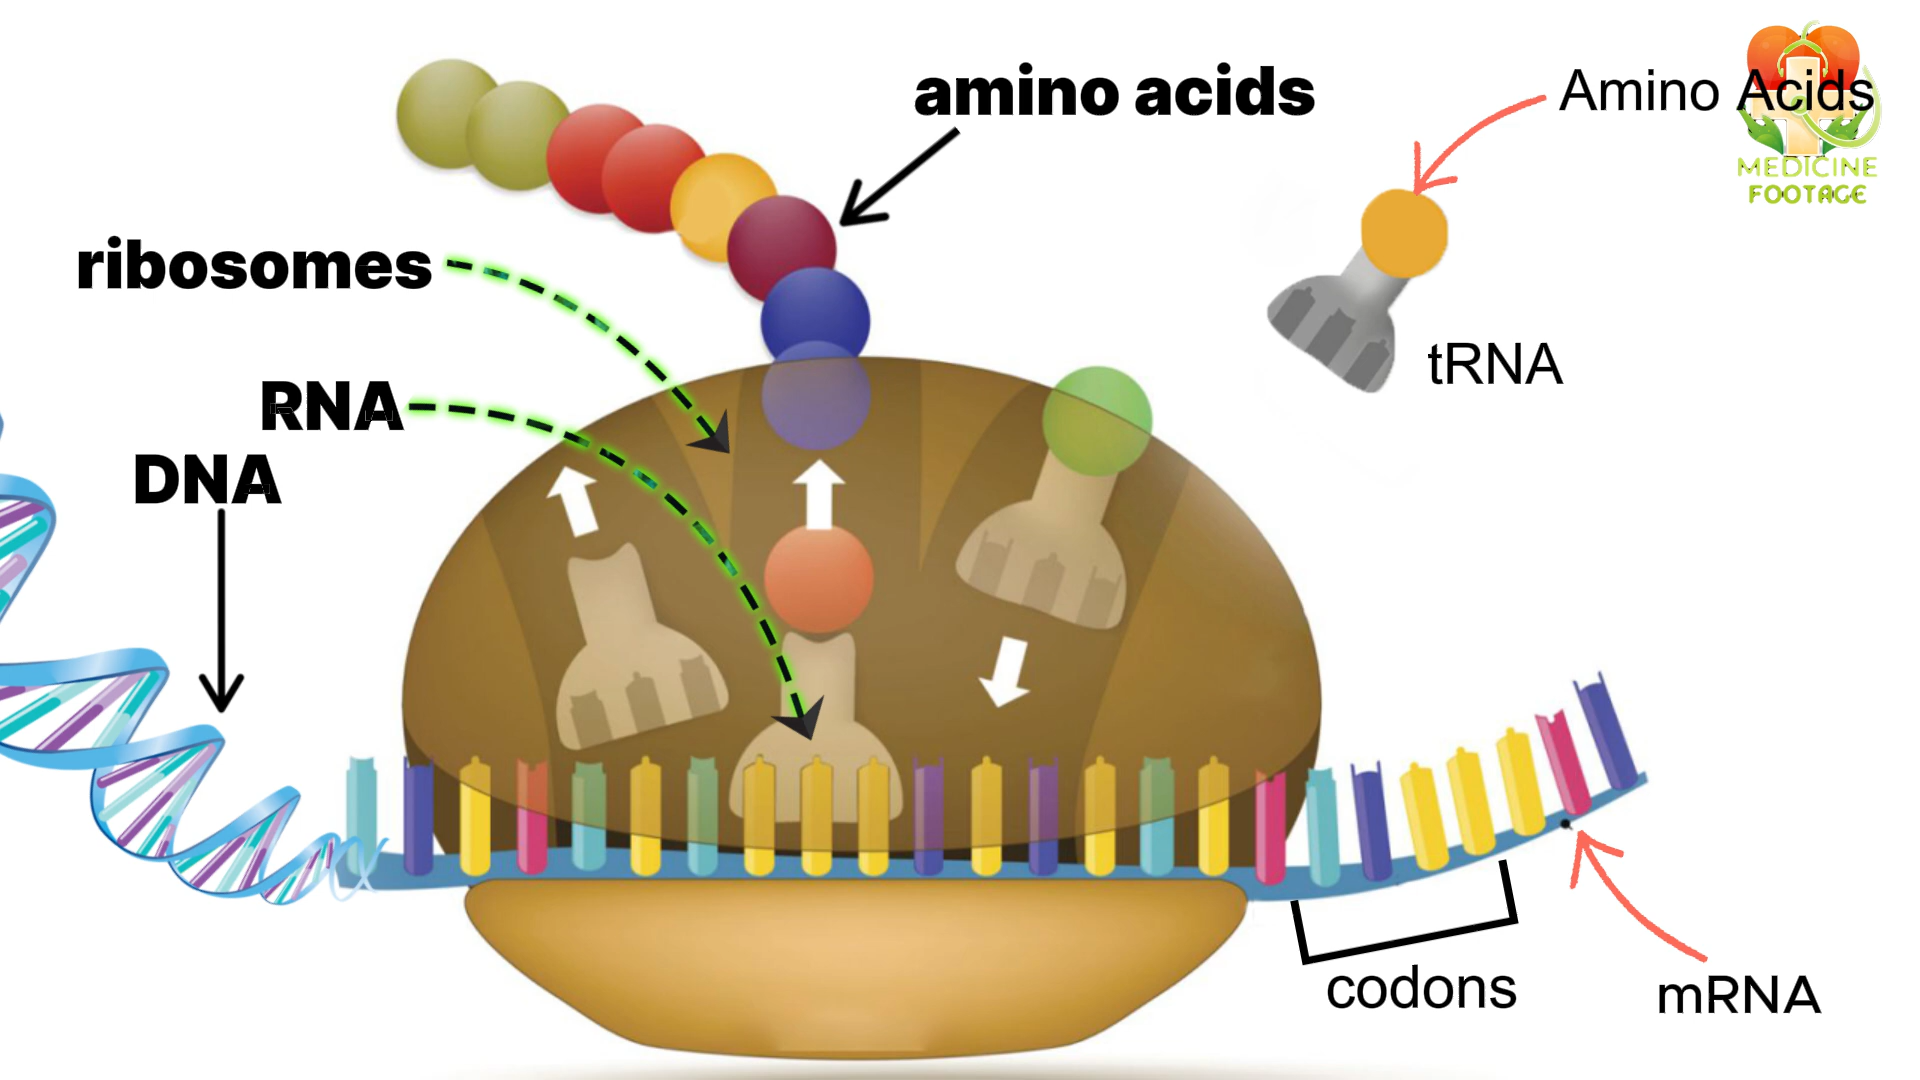 amino acids
Amino Acids
MEDICINE
FOOTAGE
ribosomes
tRNA
RNA
DNA
codons
mRNA